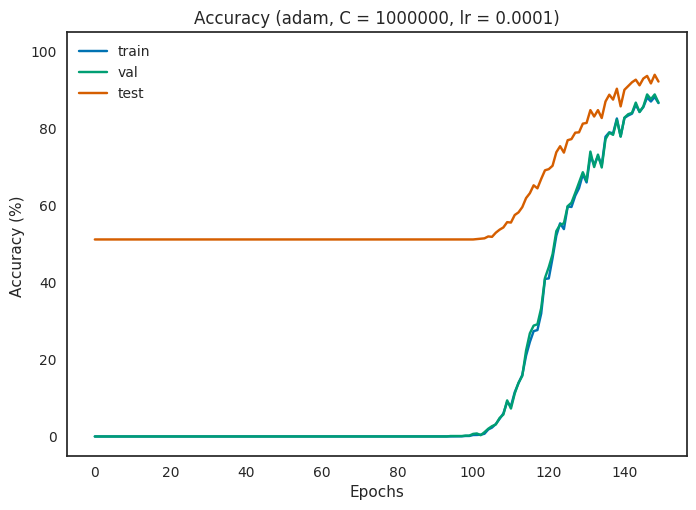 Accuracy (adam, C = 1000000, lr = 0.0001)
100
80
60
40
20
0
Accuracy (%)
train
val
test
0 20 40 60 80 100 120 140
Epochs